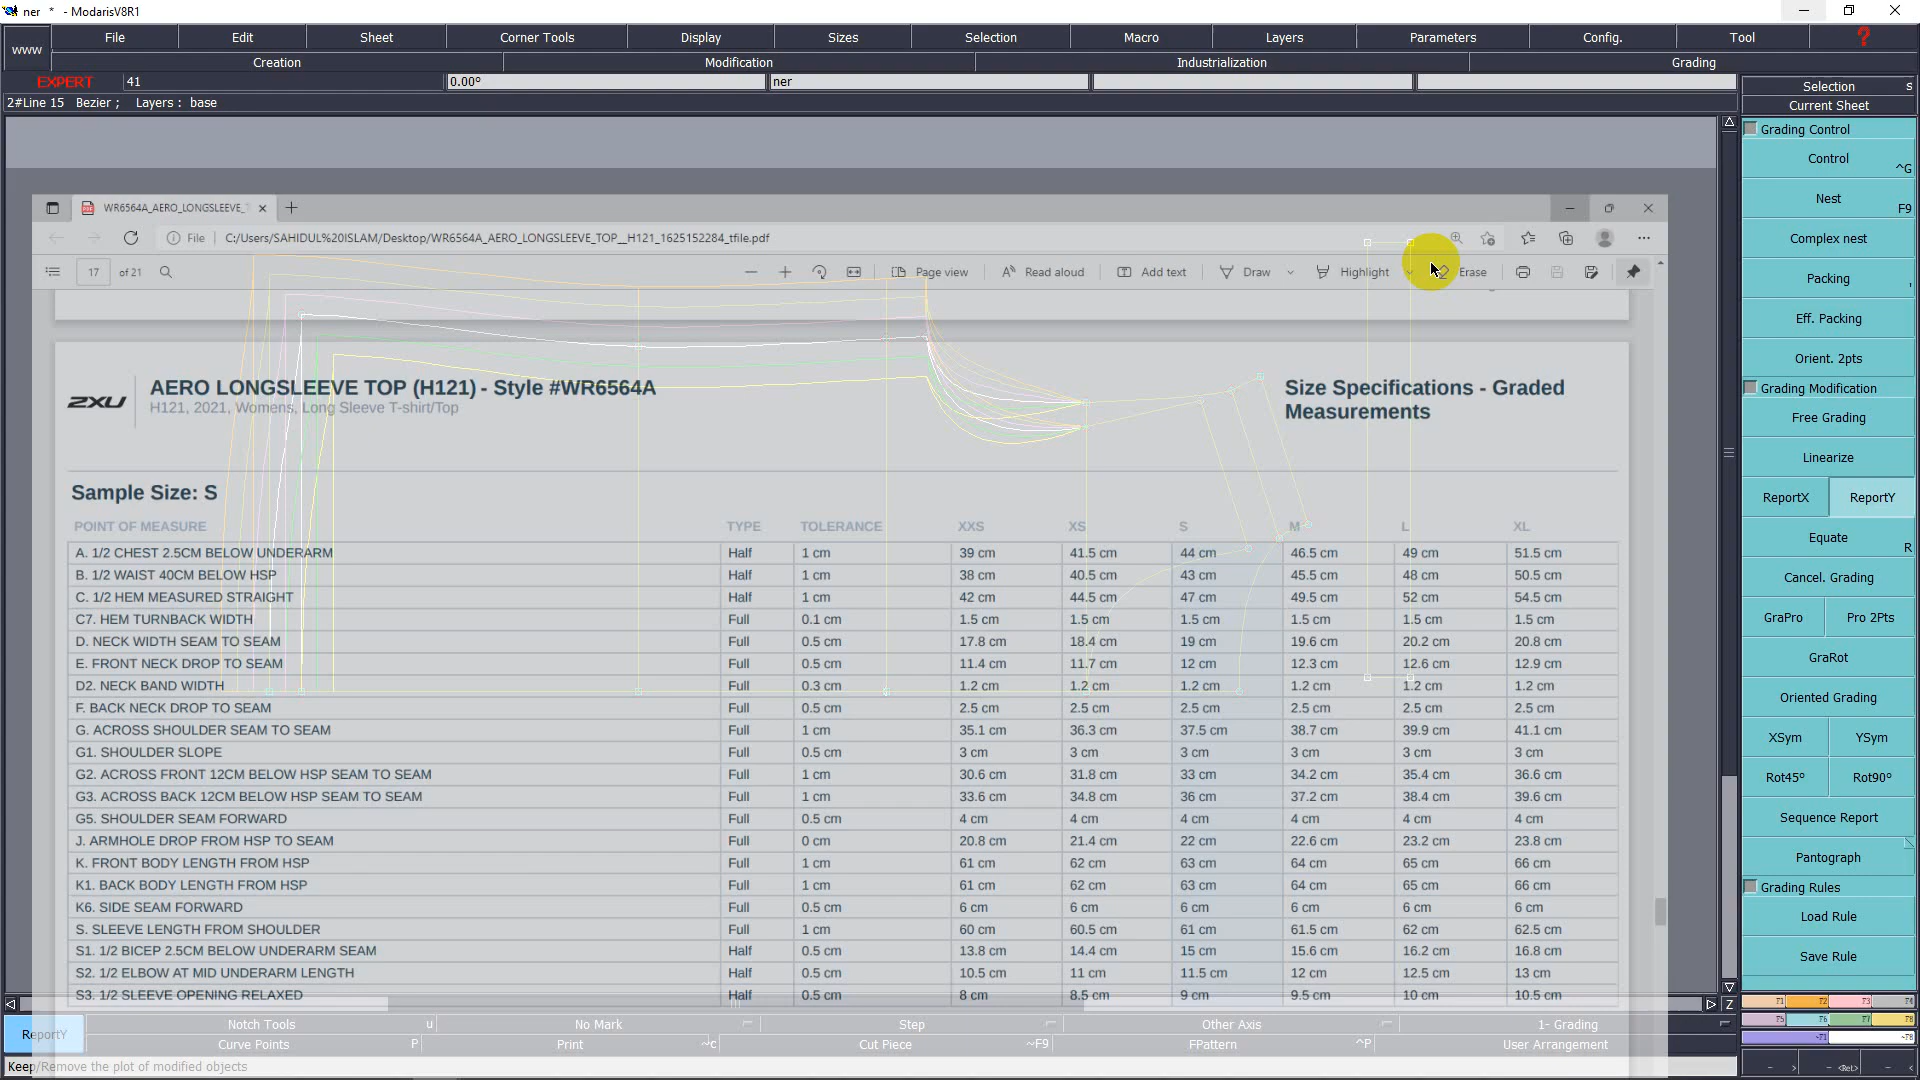 ner * - ModarisV8R1
www
File Edit Sheet Corner Tools Display Sizes Selection Macro Layers Parameters Config. Tool ?
Creation Modification Industrialization Grading
EXPERT 41 0.00º ner
2#Line 15 Bezier ; Layers : base
Selection s
Current Sheet
Grading Control
Control ^G
Nest F9
Complex nest
Packing '
Eff. Packing
Orient. 2pts
Grading Modification
Free Grading
Linearize
ReportX ReportY
Equate R
Cancel. Grading
GraPro Pro 2Pts
GraRot
Oriented Grading
XSym YSym
Rot45º Rot90º
Sequence Report
Pantograph
Grading Rules
Load Rule
Save Rule
WR6564A_AERO_LONGSLEEVE_
File C:/Users/SAHIDUL%20ISLAM/Desktop/WR6564A_AERO_LONGSLEEVE_TOP__H121_1625152284_tfile.pdf
17 of 21 Page view Read aloud Add text Draw Highlight Erase
2XU AERO LONGSLEEVE TOP (H121) - Style #WR6564A
H121, 2021, Womens, Long Sleeve T-shirt/Top
Size Specifications - Graded
Measurements
Sample Size: S
POINT OF MEASURE TYPE TOLERANCE XXS XS S M L XL
A. 1/2 CHEST 2.5CM BELOW UNDERARM Half 1 cm 39 cm 41.5 cm 44 cm 46.5 cm 49 cm 51.5 cm
B. 1/2 WAIST 40CM BELOW HSP Half 1 cm 38 cm 40.5 cm 43 cm 45.5 cm 48 cm 50.5 cm
C. 1/2 HEM MEASURED STRAIGHT Half 1 cm 42 cm 44.5 cm 47 cm 49.5 cm 52 cm 54.5 cm
C7. HEM TURNBACK WIDTH Full 0.1 cm 1.5 cm 1.5 cm 1.5 cm 1.5 cm 1.5 cm 1.5 cm
D. NECK WIDTH SEAM TO SEAM Full 0.5 cm 17.8 cm 18.4 cm 19 cm 19.6 cm 20.2 cm 20.8 cm
E. FRONT NECK DROP TO SEAM Full 0.5 cm 11.4 cm 11.7 cm 12 cm 12.3 cm 12.6 cm 12.9 cm
D2. NECK BAND WIDTH Full 0.3 cm 1.2 cm 1.2 cm 1.2 cm 1.2 cm 1.2 cm 1.2 cm
F. BACK NECK DROP TO SEAM Full 0.5 cm 2.5 cm 2.5 cm 2.5 cm 2.5 cm 2.5 cm 2.5 cm
G. ACROSS SHOULDER SEAM TO SEAM Full 1 cm 35.1 cm 36.3 cm 37.5 cm 38.7 cm 39.9 cm 41.1 cm
G1. SHOULDER SLOPE Full 0.5 cm 3 cm 3 cm 3 cm 3 cm 3 cm 3 cm
G2. ACROSS FRONT 12CM BELOW HSP SEAM TO SEAM Full 1 cm 30.6 cm 31.8 cm 33 cm 34.2 cm 35.4 cm 36.6 cm
G3. ACROSS BACK 12CM BELOW HSP SEAM TO SEAM Full 1 cm 33.6 cm 34.8 cm 36 cm 37.2 cm 38.4 cm 39.6 cm
G5. SHOULDER SEAM FORWARD Full 0.5 cm 4 cm 4 cm 4 cm 4 cm 4 cm 4 cm
J. ARMHOLE DROP FROM HSP TO SEAM Full 0 cm 20.8 cm 21.4 cm 22 cm 22.6 cm 23.2 cm 23.8 cm
K. FRONT BODY LENGTH FROM HSP Full 1 cm 61 cm 62 cm 63 cm 64 cm 65 cm 66 cm
K1. BACK BODY LENGTH FROM HSP Full 1 cm 61 cm 62 cm 63 cm 64 cm 65 cm 66 cm
K6. SIDE SEAM FORWARD Full 0.5 cm 6 cm 6 cm 6 cm 6 cm 6 cm 6 cm
S. SLEEVE LENGTH FROM SHOULDER Full 1 cm 60 cm 60.5 cm 61 cm 61.5 cm 62 cm 62.5 cm
S1. 1/2 BICEP 2.5CM BELOW UNDERARM SEAM Half 0.5 cm 13.8 cm 14.4 cm 15 cm 15.6 cm 16.2 cm 16.8 cm
S2. 1/2 ELBOW AT MID UNDERARM LENGTH Half 0.5 cm 10.5 cm 11 cm 11.5 cm 12 cm 12.5 cm 13 cm
S3. 1/2 SLEEVE OPENING RELAXED Half 0.5 cm 8 cm 8.5 cm 9 cm 9.5 cm 10 cm 10.5 cm
Z
F1 F2 F3 F4
F5 F6 F7 F8
~F1 ~F8
ReportY
Notch Tools u No Mark Step Other Axis 1- Grading
Curve Points P Print ~c Cut Piece ~F9 FPattern ^P User Arrangement
Keep/Remove the plot of modified objects